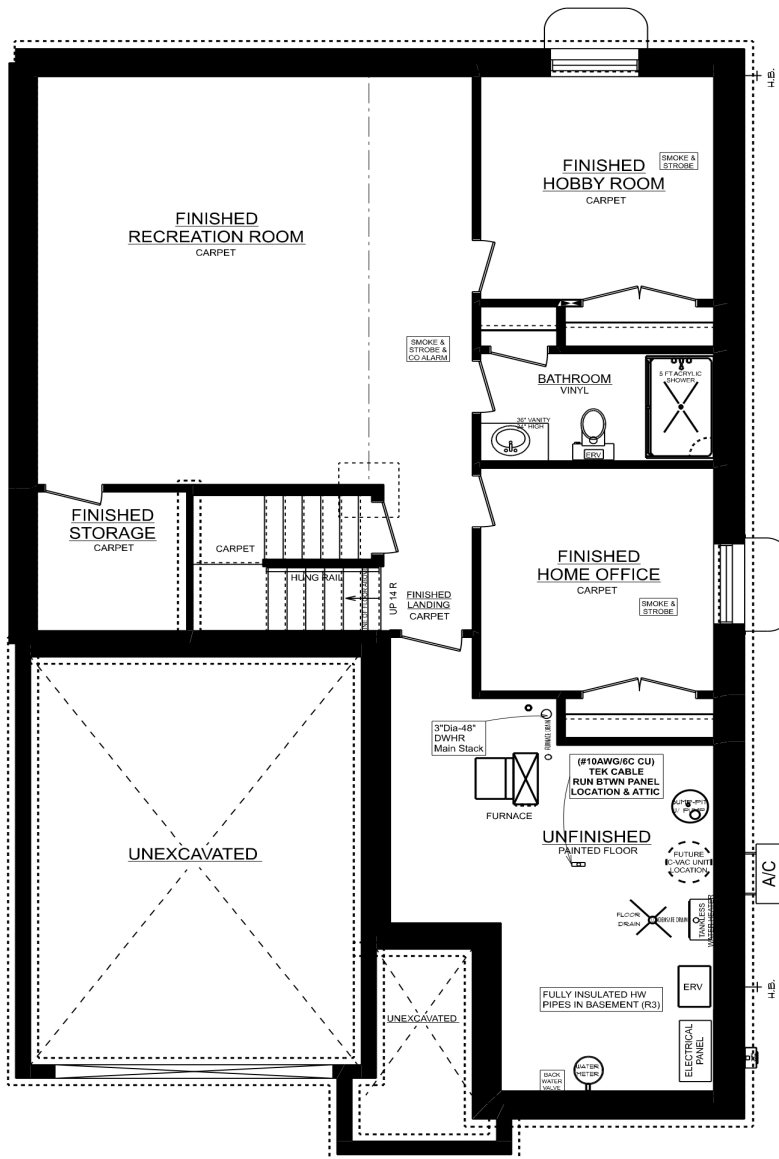 H.B.
SMOKE &
STROBE
FINISHED
HOBBY ROOM
CARPET
FINISHED
RECREATION ROOM
CARPET
SMOKE &
STROBE &
CO ALARM
BATHROOM
VINYL
5 FT ACRYLIC
SHOWER
36" VANITY
HIGH
ERV
FINISHED
STORAGE
CARPET
CARPET
HUNG RAIL
UP 14 R
FINISHED
LANDING
CARPET
FINISHED
HOME OFFICE
CARPET
SMOKE &
STROBE
3"Dia-48"
DWHR
Main Stack
FURNACE DRAIN
FURNACE
(#10AWG/6C CU)
TEK CABLE
RUN BTWN PANEL
LOCATION & ATTIC
UNFINISHED
PAINTED FLOOR
SUMP PIT
W/ PUMP
FUTURE
C-VAC UNIT
LOCATION
A/C
UNEXCAVATED
FLOOR
DRAIN
TANKLESS
WATER HEATER
FULLY INSULATED HW
PIPES IN BASEMENT (R3)
ERV
H.B.
UNEXCAVATED
ELECTRICAL
PANEL
BACK
WATER
VALVE
WATER
METER